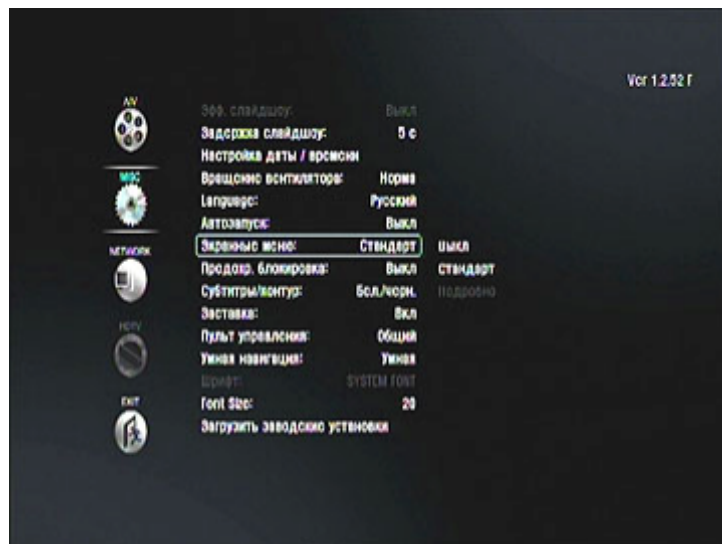 Ver 1.2.52 r
A/V
Эфф. слайдшоу: Выкл
Задержка слайдшоу: 5 с
Настройка даты / времени
MISC
Вращение вентилятора: Норма
Language: Русский
Автозапуск: Выкл
NETWORK
Экранные меню: Стандарт Выкл
Предохр. блокировка: Выкл Стандарт
Субтитры/контур: Бел./черн. Подробно
Заставка: Вкл
HDTV
Пульт управления: Общий
Умная навигация: Умная
Шрифт: SYSTEM FONT
EXIT
Font Size: 20
Загрузить заводские установки